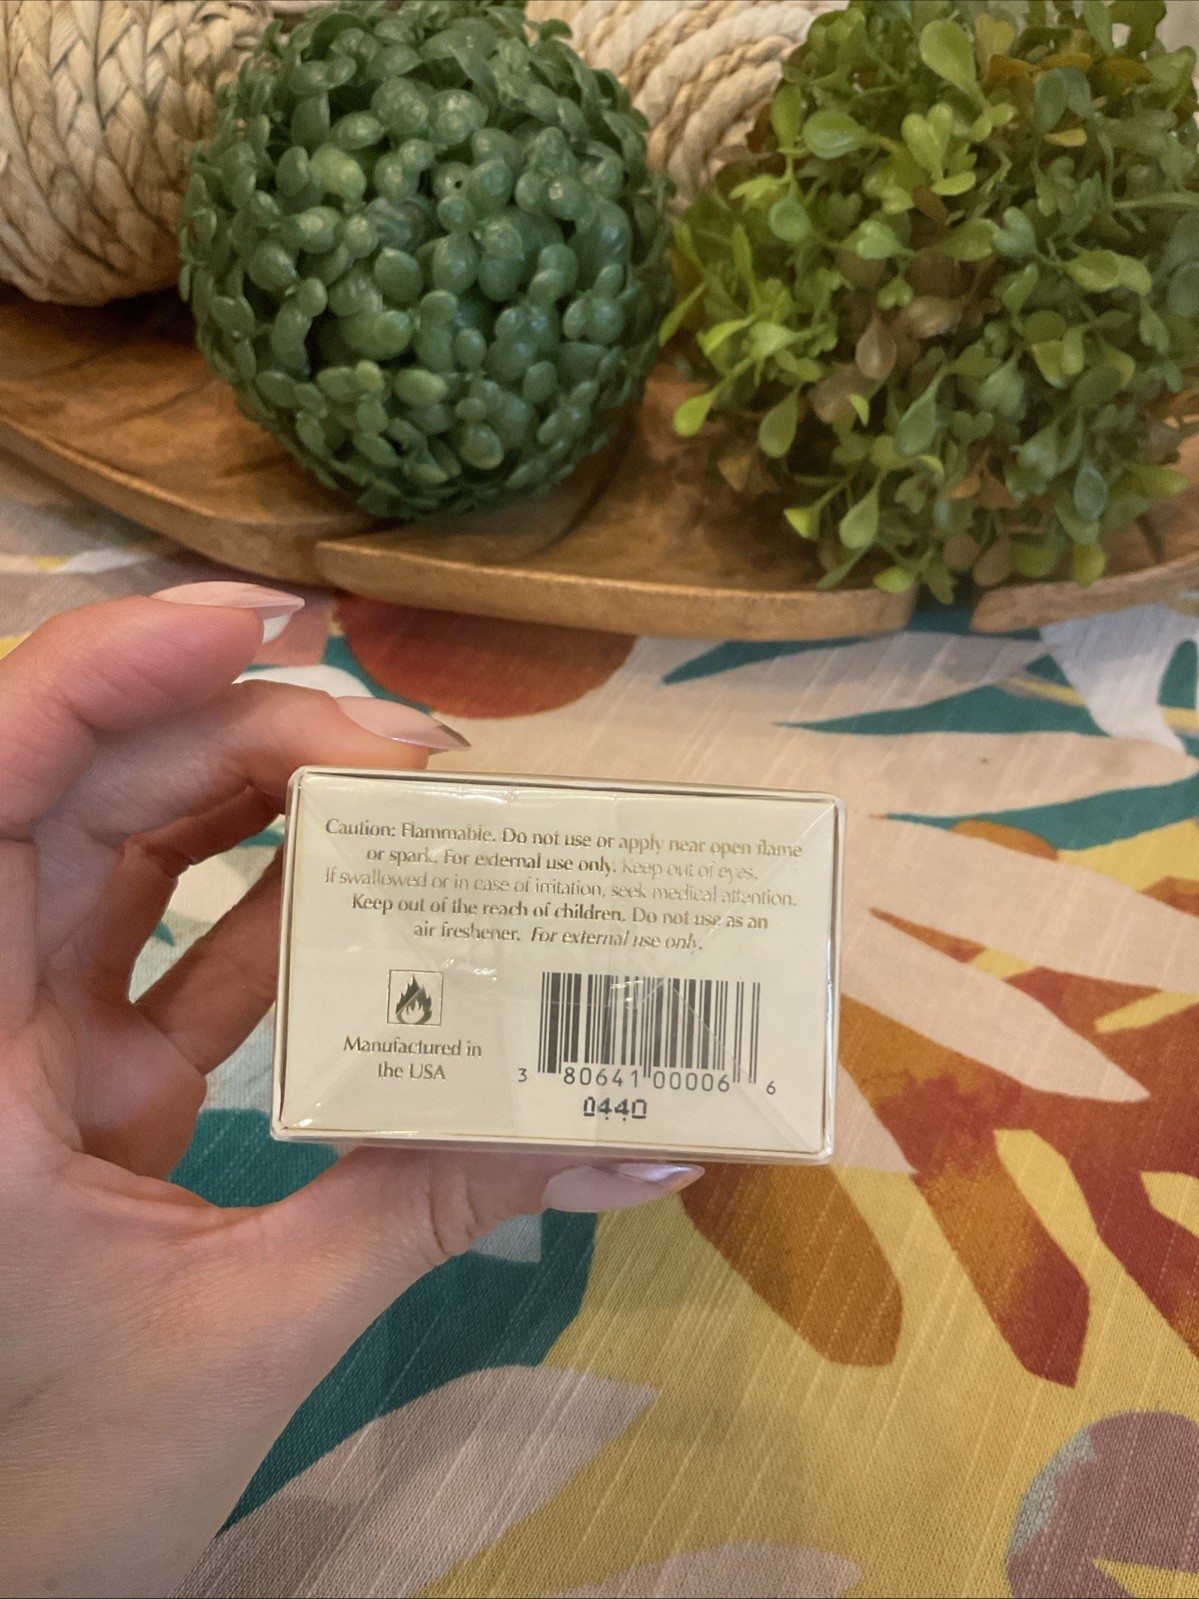 Caution: Flammable. Do not use or apply near open flame
or spark. For external use only. Keep out of eyes.
If swallowed or in case of irritation, seek medical attention.
Keep out of the reach of children. Do not use as an
air freshener. For external use only.
Manufactured in
the USA
3 80641 00006 6
0440